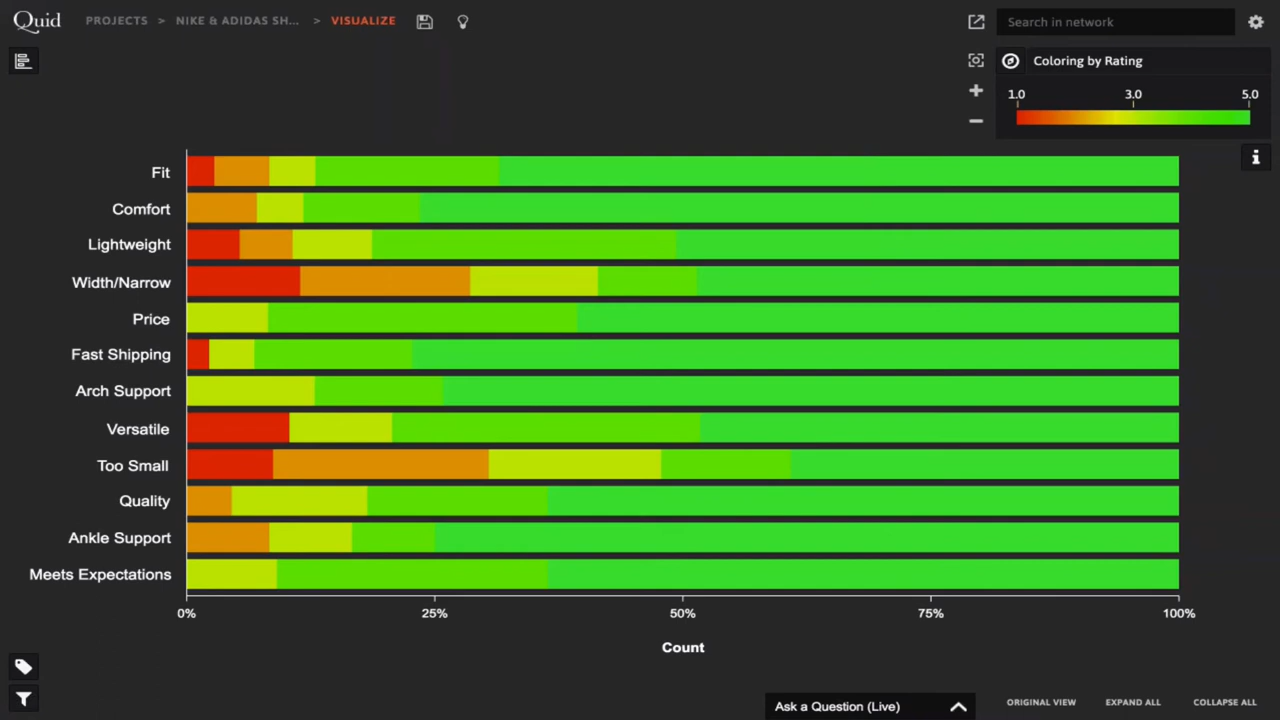 Quid
PROJECTS > NIKE & ADIDAS SH... > VISUALIZE
Search in network
Coloring by Rating
1.0 3.0 5.0
Fit
Comfort
Lightweight
Width/Narrow
Price
Fast Shipping
Arch Support
Versatile
Too Small
Quality
Ankle Support
Meets Expectations
0% 25% 50% 75% 100%
Count
Ask a Question (Live)
ORIGINAL VIEW EXPAND ALL COLLAPSE ALL